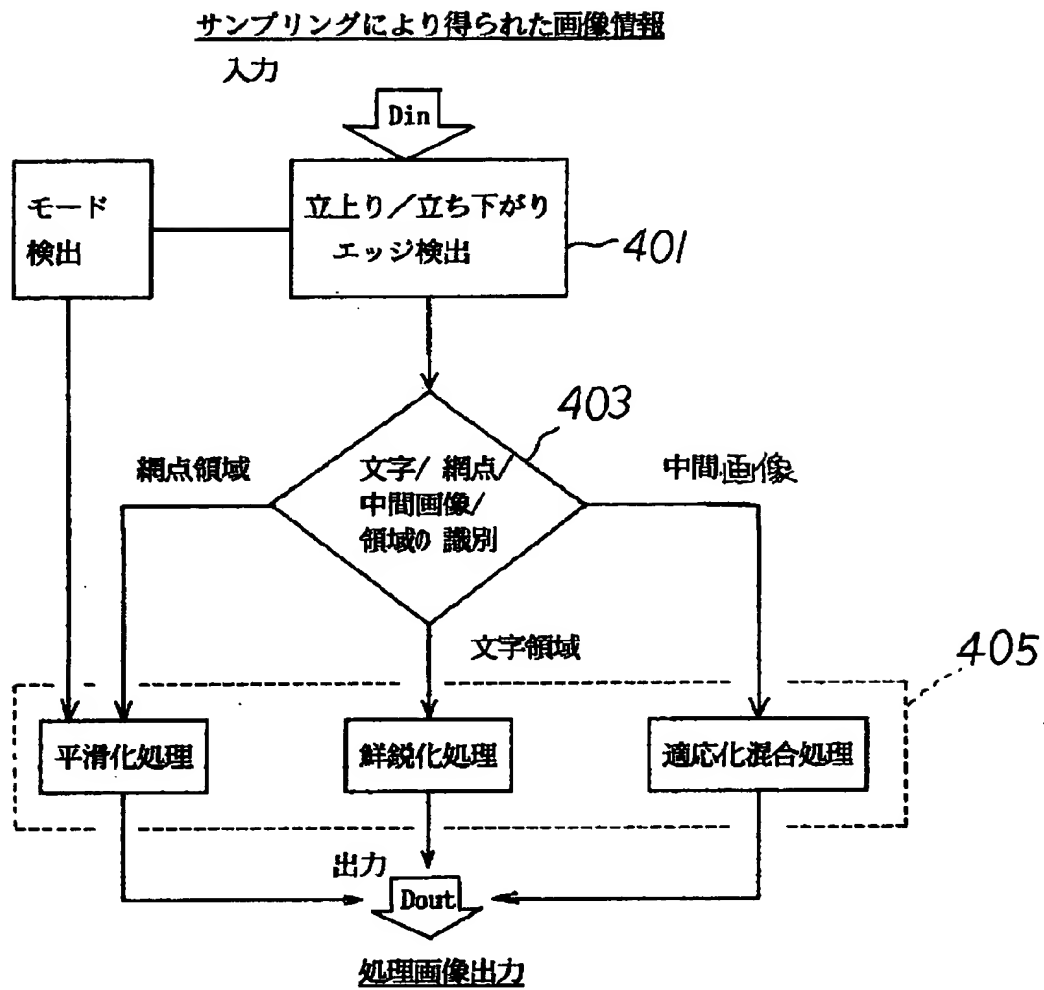 サンプリングにより得られた画像情報
入力
Din
モード
検出
立上り/立ち下がり
エッジ検出
401
403
網点領域
文字/ 網点/
中間画像/
領域の 識別
中間画像
文字領域
405
平滑化処理
鮮鋭化処理
適応化混合処理
出力
Dout
処理画像出力